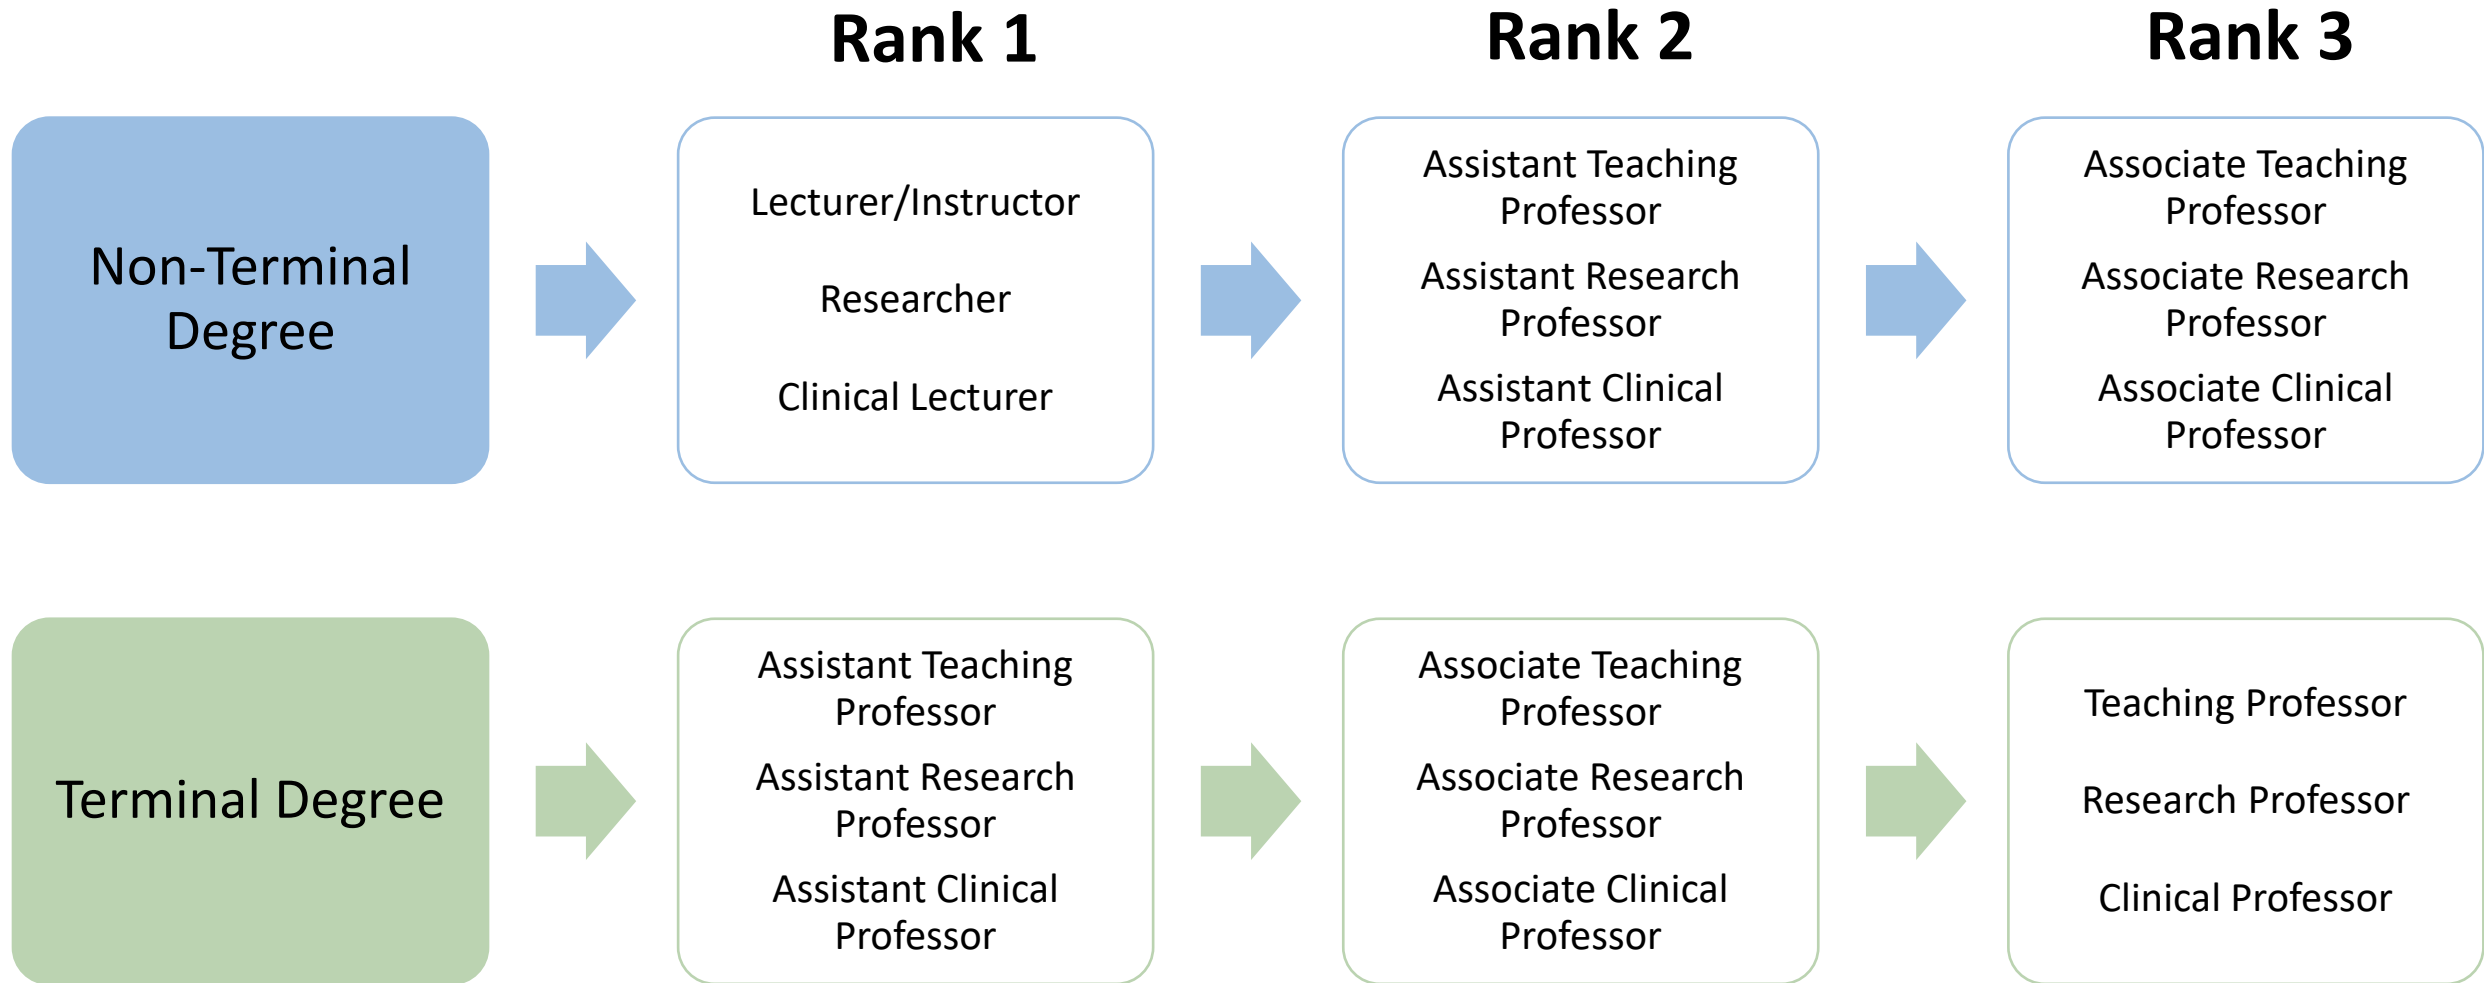 Rank 1
Rank 2
Rank 3
Non-Terminal
Degree
Lecturer/Instructor
Researcher
Clinical Lecturer
Assistant Teaching
Professor
Assistant Research
Professor
Assistant Clinical
Professor
Associate Teaching
Professor
Associate Research
Professor
Associate Clinical
Professor
Terminal Degree
Assistant Teaching
Professor
Assistant Research
Professor
Assistant Clinical
Professor
Associate Teaching
Professor
Associate Research
Professor
Associate Clinical
Professor
Teaching Professor
Research Professor
Clinical Professor